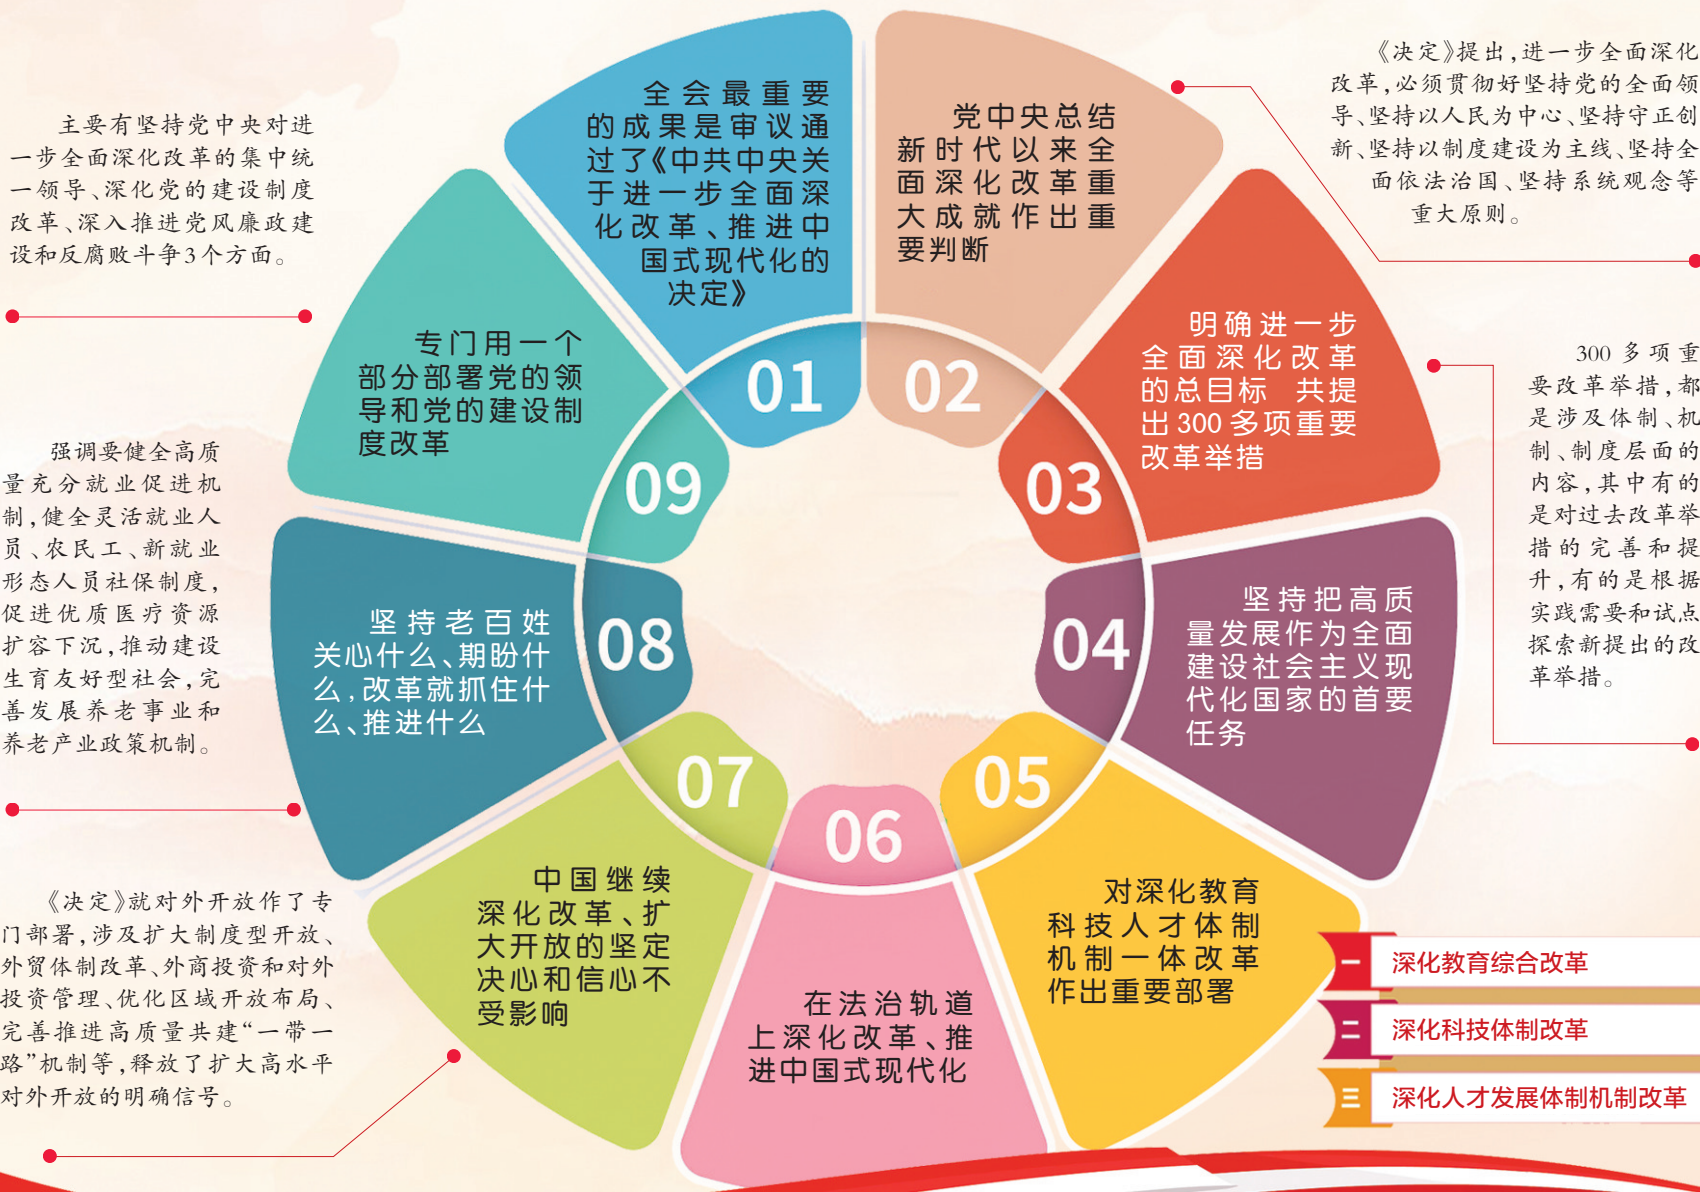 全会最重要
的成果是审议通
过了《中共中央关
于进一步全面深
化改革、推进中
国式现代化的
决定》
01
党中央总结
新时代以来全
面深化改革重
大成就作出重
要判断
02
《决定》提出,进一步全面深化
改革,必须贯彻好坚持党的全面领
导、坚持以人民为中心、坚持守正创
新、坚持以制度建设为主线、坚持全
面依法治国、坚持系统观念等
重大原则。
明确进一步
全面深化改革
的总目标 共提
出300多项重要
改革举措
03
300多项重
要改革举措,都
是涉及体制、机
制、制度层面的
内容,其中有的
是对过去改革举
措的完善和提
升,有的是根据
实践需要和试点
探索新提出的改
革举措。
坚持把高质
量发展作为全面
建设社会主义现
代化国家的首要
任务
04
对深化教育
科技人才体制
机制一体改革
作出重要部署
05
一 深化教育综合改革
二 深化科技体制改革
三 深化人才发展体制机制改革
在法治轨道
上深化改革、推
进中国式现代化
06
中国继续
深化改革、扩
大开放的坚定
决心和信心不
受影响
07
《决定》就对外开放作了专
门部署,涉及扩大制度型开放、
外贸体制改革、外商投资和对外
投资管理、优化区域开放布局、
完善推进高质量共建“一带一
路”机制等,释放了扩大高水平
对外开放的明确信号。
坚持老百姓
关心什么、期盼什
么,改革就抓住什
么、推进什么
08
强调要健全高质
量充分就业促进机
制,健全灵活就业人
员、农民工、新就业
形态人员社保制度,
促进优质医疗资源
扩容下沉,推动建设
生育友好型社会,完
善发展养老事业和
养老产业政策机制。
专门用一个
部分部署党的领
导和党的建设制
度改革
09
主要有坚持党中央对进
一步全面深化改革的集中统
一领导、深化党的建设制度
改革、深入推进党风廉政建
设和反腐败斗争3个方面。